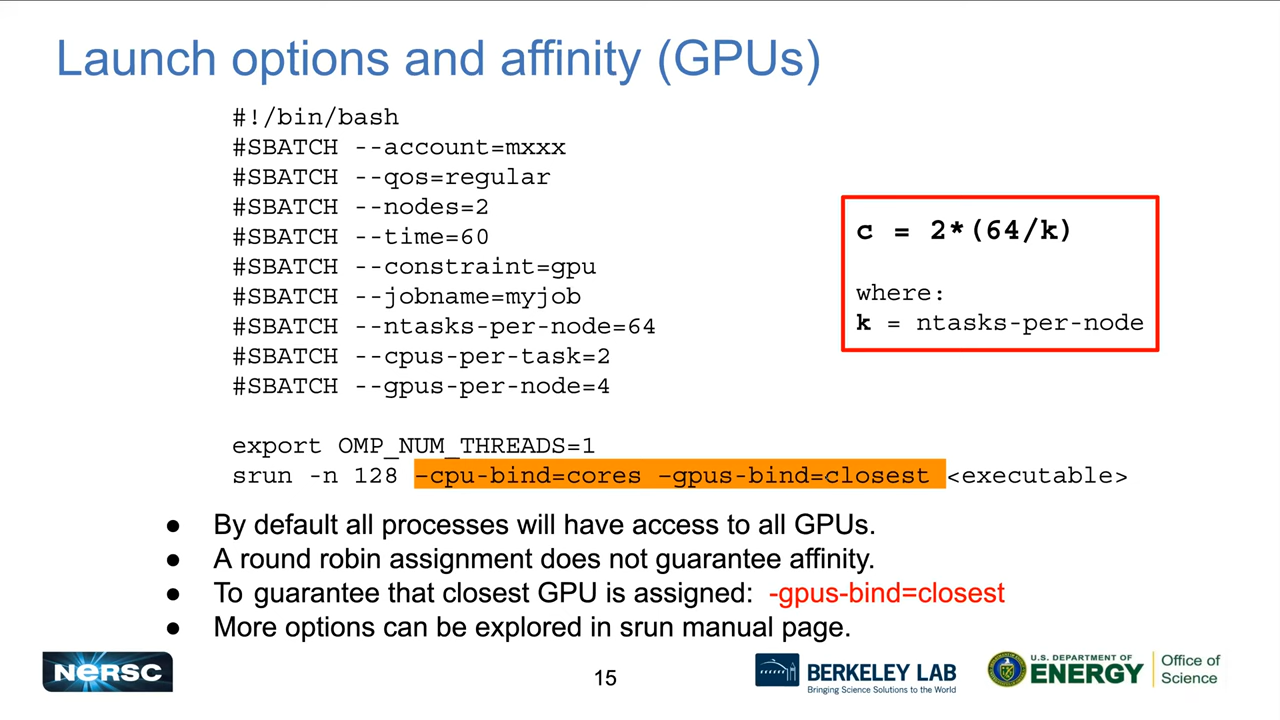 Launch options and affinity (GPUs)
#!/bin/bash
#SBATCH --account=mxxx
#SBATCH --qos=regular
#SBATCH --nodes=2
#SBATCH --time=60
#SBATCH --constraint=gpu
#SBATCH --jobname=myjob
#SBATCH --ntasks-per-node=64
#SBATCH --cpus-per-task=2
#SBATCH --gpus-per-node=4
export OMP_NUM_THREADS=1
srun -n 128 –cpu-bind=cores –gpus-bind=closest <executable>
c = 2*(64/k)
where:
k = ntasks-per-node
● By default all processes will have access to all GPUs.
● A round robin assignment does not guarantee affinity.
● To guarantee that closest GPU is assigned: -gpus-bind=closest
● More options can be explored in srun manual page.
NERSC
15
BERKELEY LAB
Bringing Science Solutions to the World
U.S. DEPARTMENT OF
ENERGY
Office of
Science